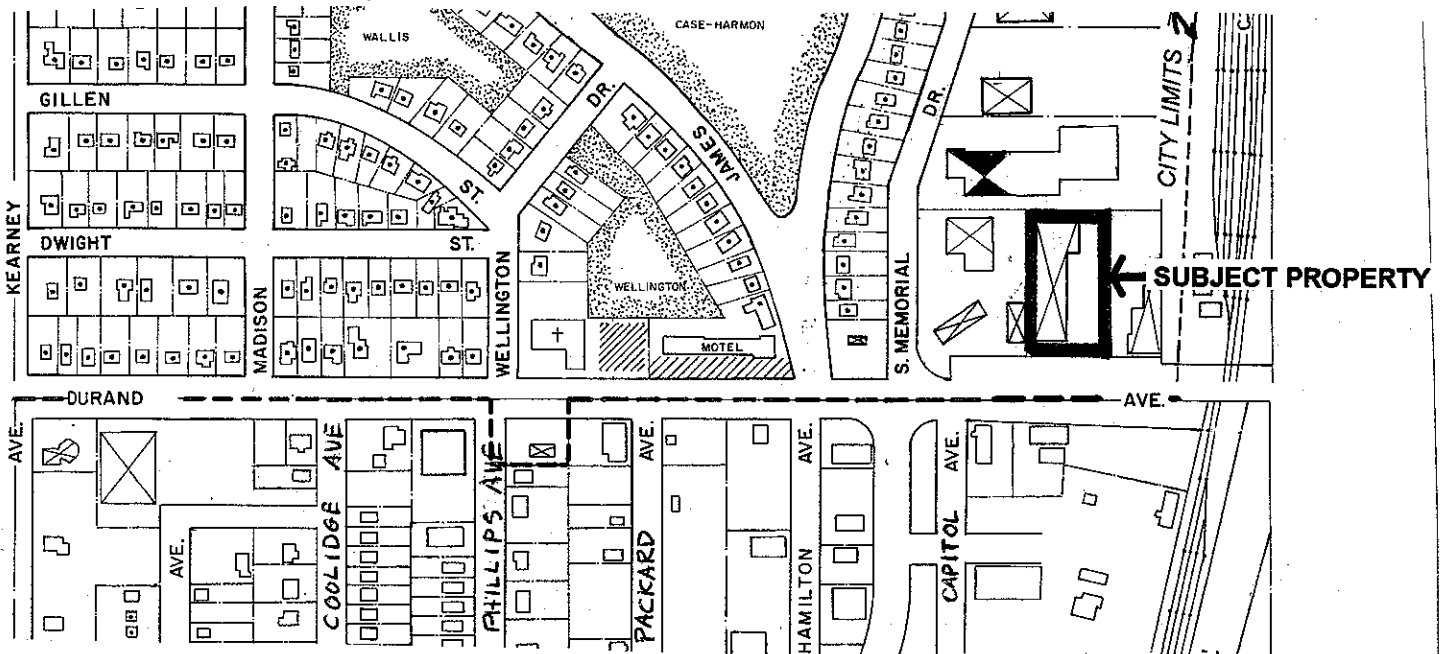 WALLIS
CASE-HARMON
GILLEN
ST.
DR.
JAMES
DR.
CITY LIMITS
KEARNEY
AVE.
DWIGHT
ST.
MADISON
WELLINGTON
WELLINGTON
MOTEL
S. MEMORIAL
SUBJECT PROPERTY
DURAND
AVE.
AVE.
COOLIDGE AVE
PHILLIPS AVE
PACKARD
AVE.
HAMILTON
AVE.
CAPITOL
AVE.